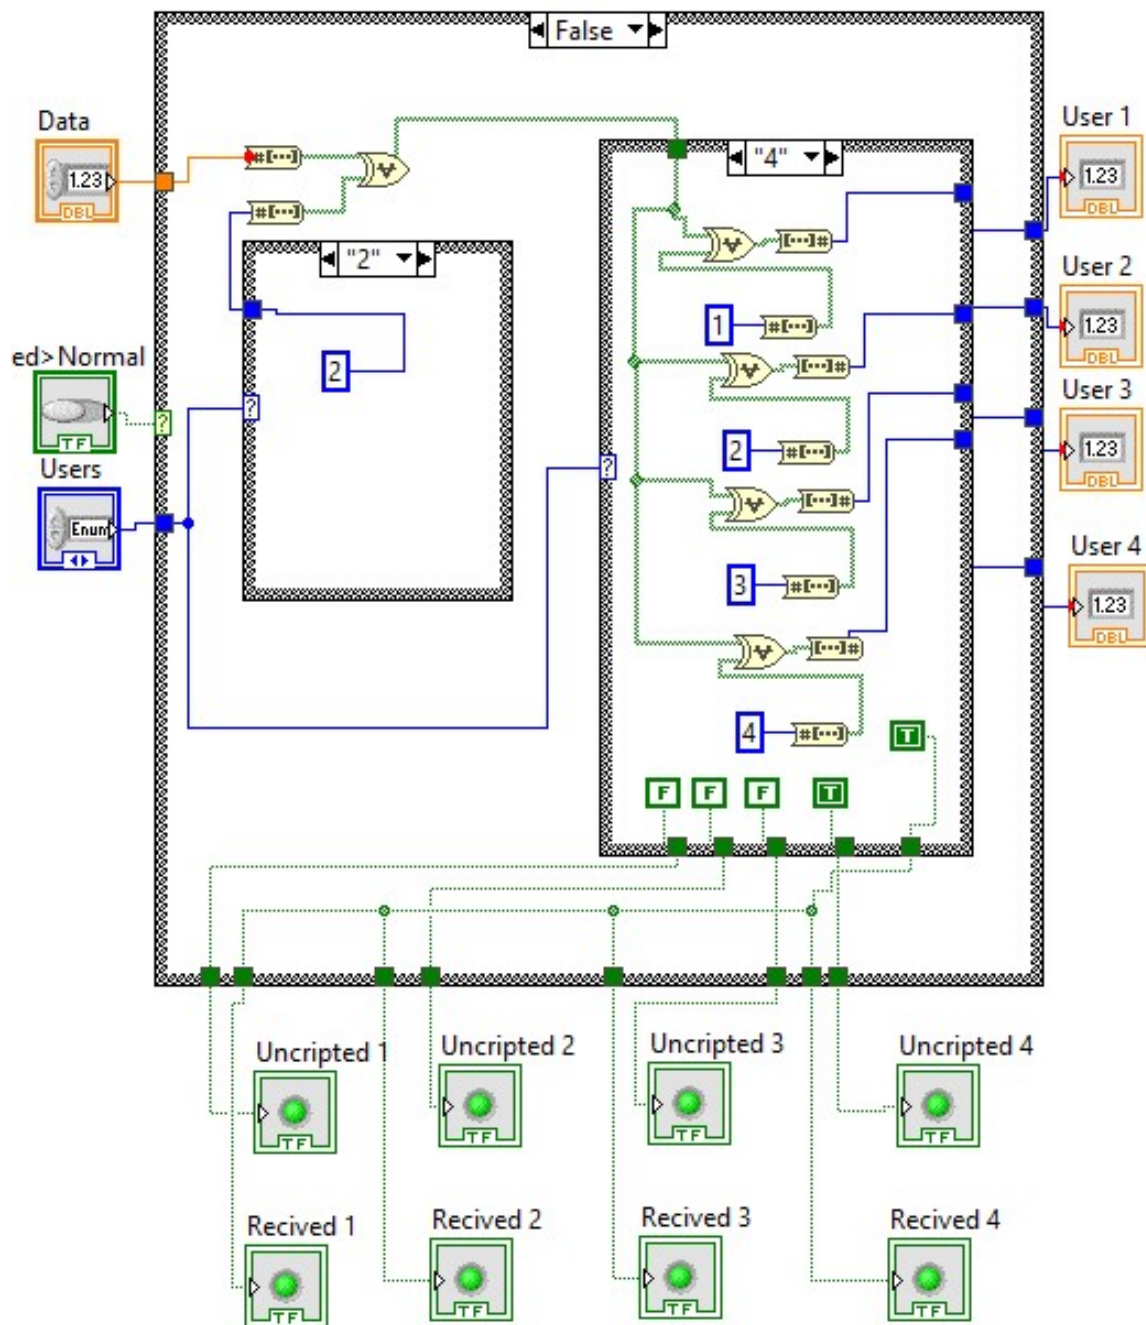 False
Data
1.23
DBL
#[···]
#[···]
"2"
2
ed>Normal
?
TF
?
Users
Enum
"4"
[···]#
1
#[···]
[···]#
2
#[···]
?
[···]#
3
#[···]
[···]#
4
#[···]
T
F
F
F
T
User 1
1.23
DBL
User 2
1.23
DBL
User 3
1.23
DBL
User 4
1.23
DBL
Uncripted 1
TF
Uncripted 2
TF
Uncripted 3
TF
Uncripted 4
TF
Recived 1
TF
Recived 2
TF
Recived 3
TF
Recived 4
TF